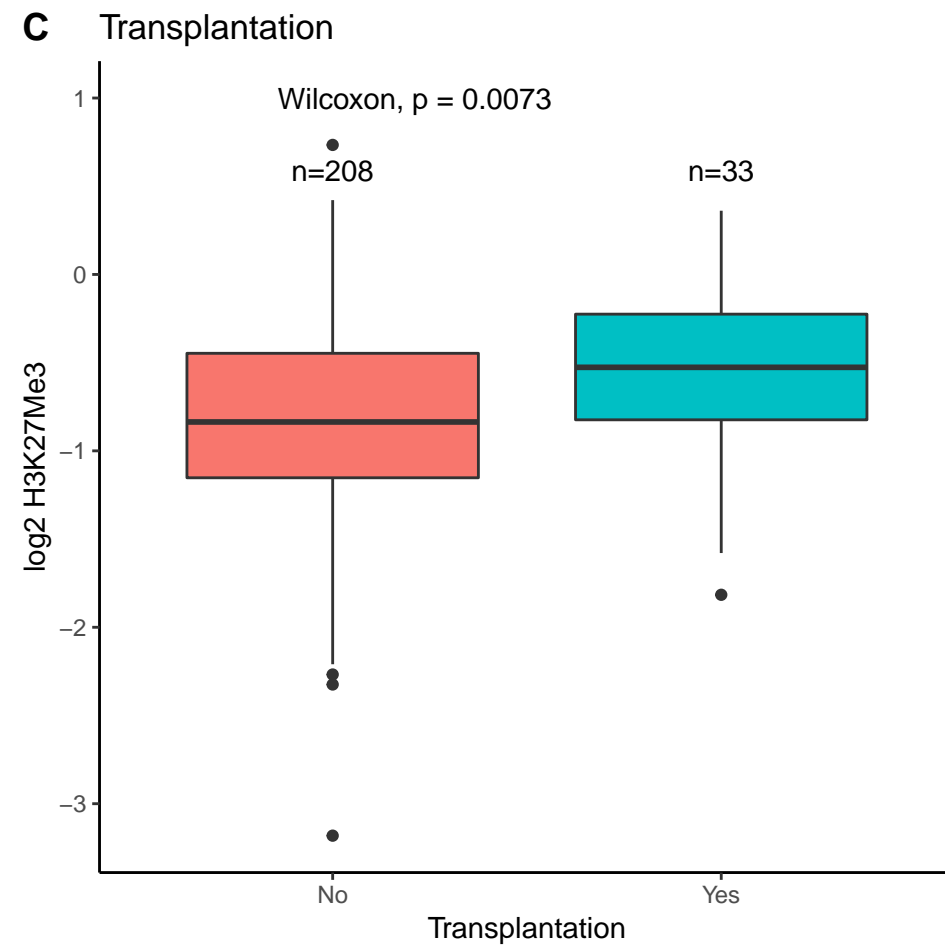 C Transplantation
1
Wilcoxon, p = 0.0073
n=208 n=33
0
−1
−2
−3
log2 H3K27Me3
No Yes
Transplantation